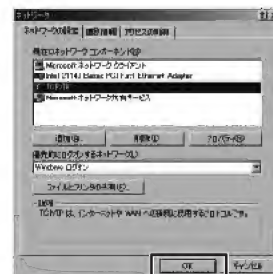 ネットワーク
ネットワークの設定 識別情報 アクセスの制御
現在のネットワーク コンポーネント(N):
Microsoft ネットワーク クライアント
Intel 21143 Based PCI Fast Ethernet Adapter
TCP/IP
Microsoft ネットワーク共有サービス
追加(A)... 削除(E) プロパティ(R)
優先的にログオンするネットワーク(L):
Windows ログオン
ファイルとプリンタの共有(F)...
説明
TCP/IP は、インターネットや WAN への接続に使用するプロトコルです。
OK キャンセル